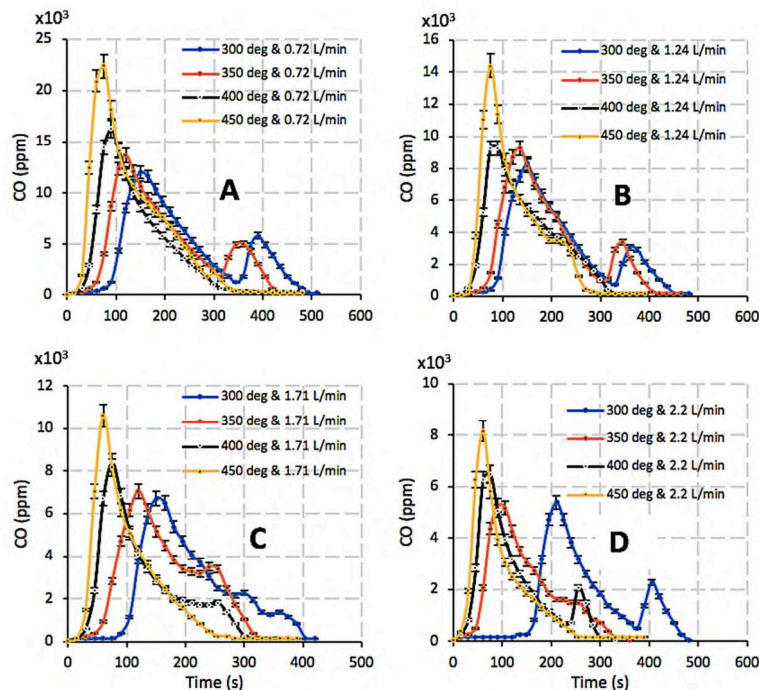 x10³
25
20
15
10
5
0
CO (ppm)
300 deg & 0.72 L/min
350 deg & 0.72 L/min
400 deg & 0.72 L/min
450 deg & 0.72 L/min
A
0 100 200 300 400 500 600
x10³
16
14
12
10
8
6
4
2
0
CO (ppm)
300 deg & 1.24 L/min
350 deg & 1.24 L/min
400 deg & 1.24 L/min
450 deg & 1.24 L/min
B
0 100 200 300 400 500 600
x10³
12
10
8
6
4
2
0
CO (ppm)
300 deg & 1.71 L/min
350 deg & 1.71 L/min
400 deg & 1.71 L/min
450 deg & 1.71 L/min
C
0 100 200 300 400 500
Time (s)
x10³
10
8
6
4
2
0
CO (ppm)
300 deg & 2.2 L/min
350 deg & 2.2 L/min
400 deg & 2.2 L/min
450 deg & 2.2 L/min
D
0 100 200 300 400 500 600
Time (s)